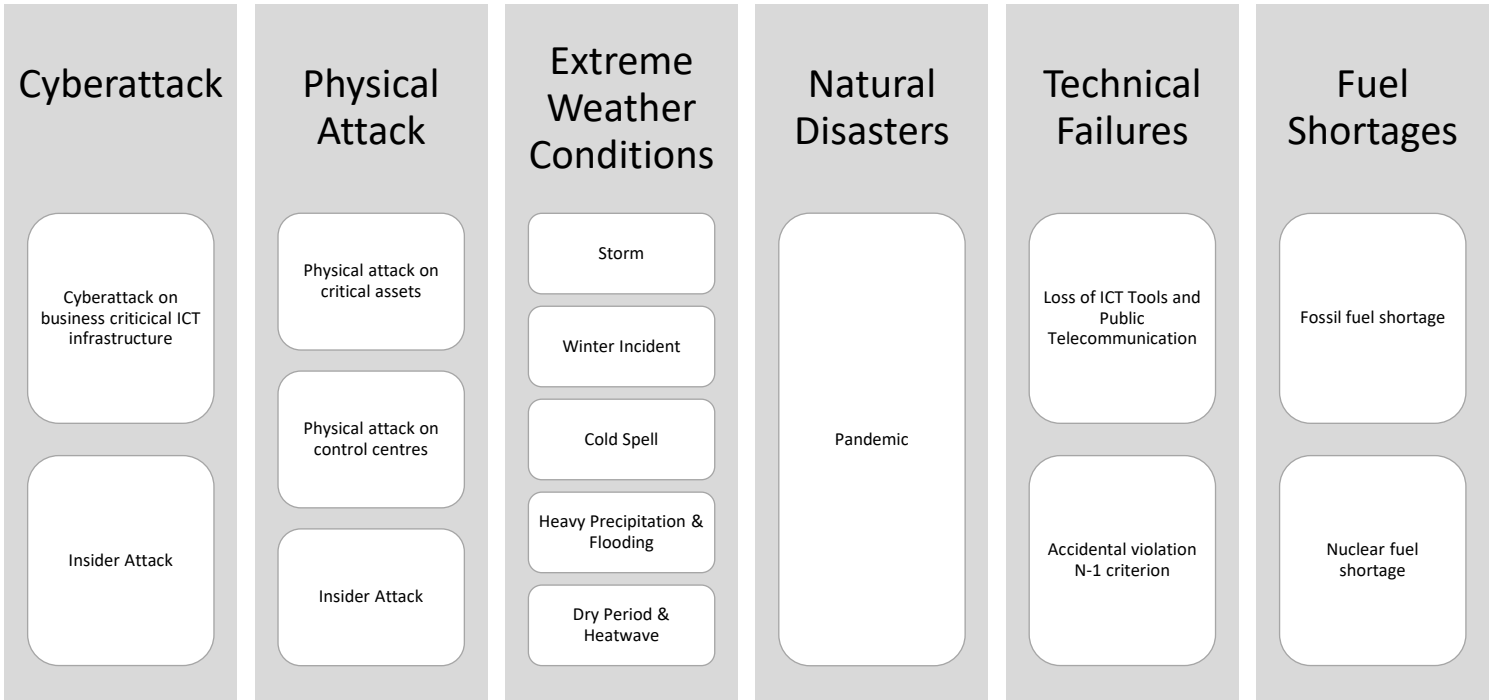 Cyberattack
Cyberattack on
business criticical ICT
infrastructure
Insider Attack
Physical
Attack
Physical attack on
critical assets
Physical attack on
control centres
Insider Attack
Extreme
Weather
Conditions
Storm
Winter Incident
Cold Spell
Heavy Precipitation &
Flooding
Dry Period &
Heatwave
Natural
Disasters
Pandemic
Technical
Failures
Loss of ICT Tools and
Public
Telecommunication
Accidental violation
N-1 criterion
Fuel
Shortages
Fossil fuel shortage
Nuclear fuel
shortage